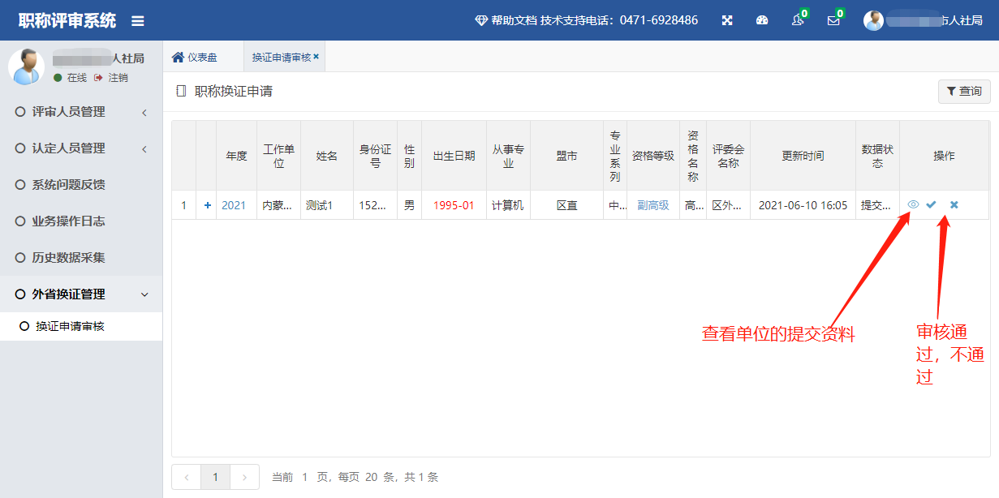 职称评审系统
帮助文档 技术支持电话：0471-6928486
0
0
市人社局
人社局
在线 注销
评审人员管理
认定人员管理
系统问题反馈
业务操作日志
历史数据采集
外省换证管理
换证申请审核
仪表盘
换证申请审核
职称换证申请
查询
年度 工作单位 姓名 身份证号 性别 出生日期 从事专业 盟市 专业系列 资格等级 资格名称 评委会名称 更新时间 数据状态 操作
1 + 2021 内蒙... 测试1 152... 男 1995-01 计算机 区直 中... 副高级 高... 区外... 2021-06-10 16:05 提交...
查看单位的提交资料
审核通
过，不通
过
< 1 > 当前 1 页，每页 20 条，共 1 条